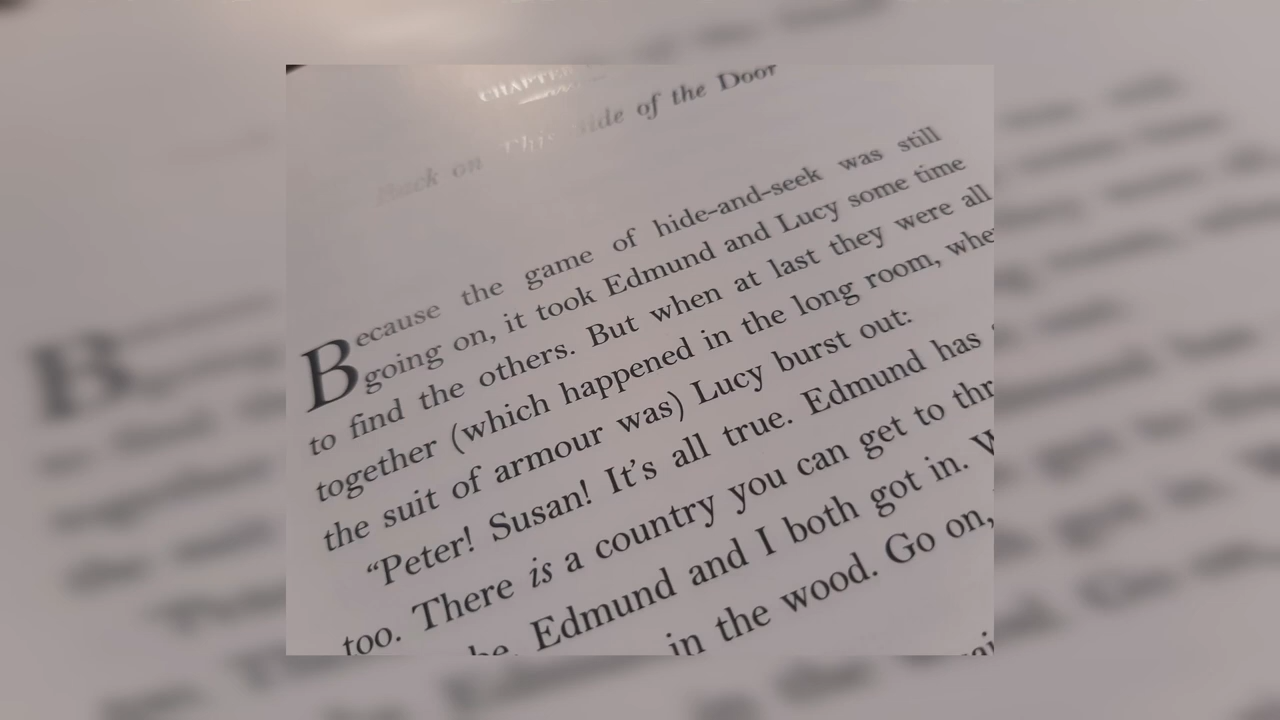 CHAPTER
Back on This Side of the Door
Because the game of hide-and-seek was still
going on, it took Edmund and Lucy some time
to find the others. But when at last they were all
together (which happened in the long room, whe
the suit of armour was) Lucy burst out:
“Peter! Susan! It’s all true. Edmund has
too. There is a country you can get to thr
Edmund and I both got in. W
in the wood. Go on,